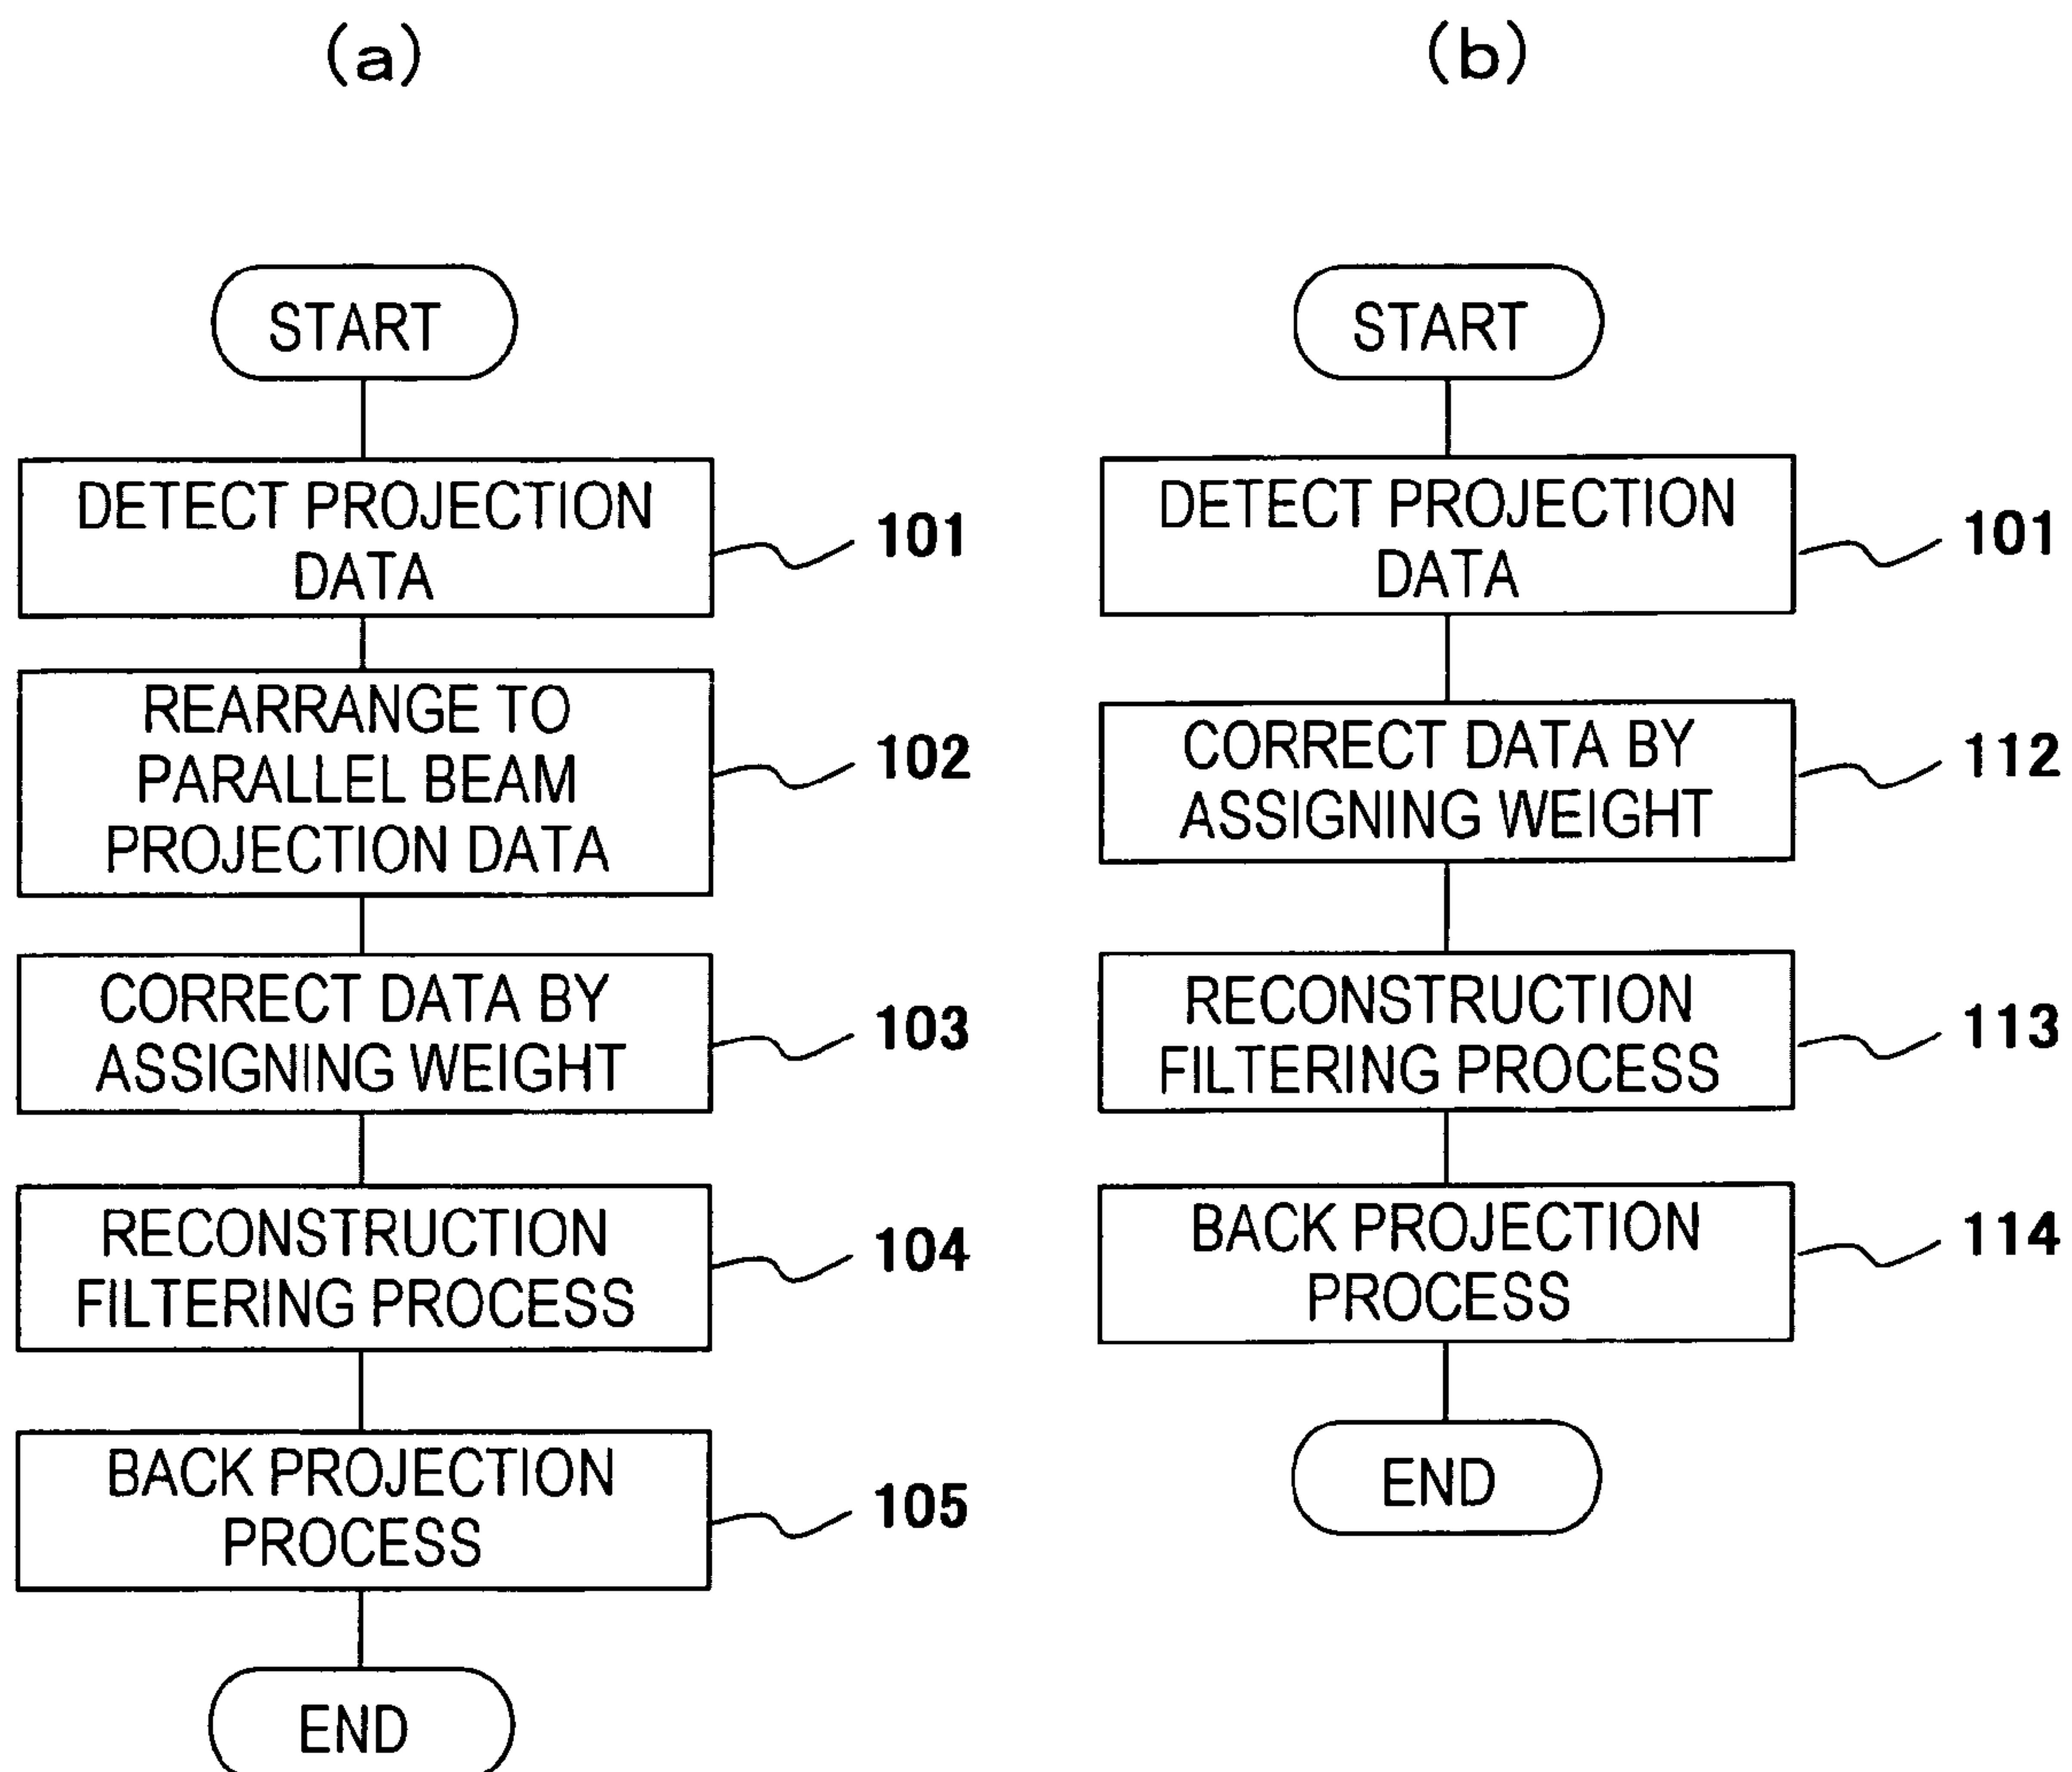 (a)
START
DETECT PROJECTION
DATA
101
REARRANGE TO
PARALLEL BEAM
PROJECTION DATA
102
CORRECT DATA BY
ASSIGNING WEIGHT
103
RECONSTRUCTION
FILTERING PROCESS
104
BACK PROJECTION
PROCESS
105
END
(b)
START
DETECT PROJECTION
DATA
101
CORRECT DATA BY
ASSIGNING WEIGHT
112
RECONSTRUCTION
FILTERING PROCESS
113
BACK PROJECTION
PROCESS
114
END